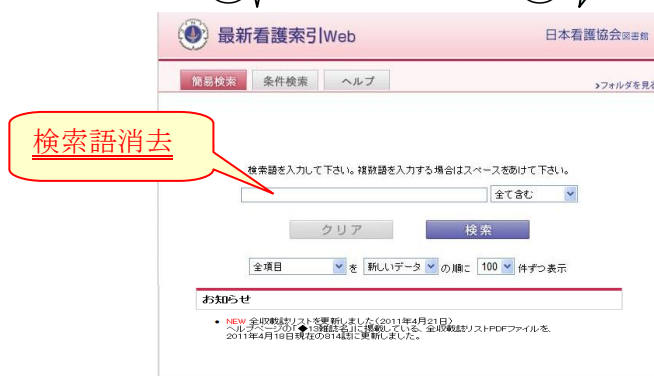 最新看護索引Web
日本看護協会図書館
簡易検索 条件検索 ヘルプ
>フォルダを見る
検索語消去
検索語を入力して下さい。複数語を入力する場合はスペースをあけて下さい。
全て含む
クリア 検索
全項目 を 新しいデータ の順に 100 件ずつ表示
お知らせ
• NEW 全収載誌リストを更新しました(2011年4月21日)
ヘルプページの「◆13雑誌名」に掲載している、全収載誌リストPDFファイルを、
2011年4月18日現在の814誌に更新しました。